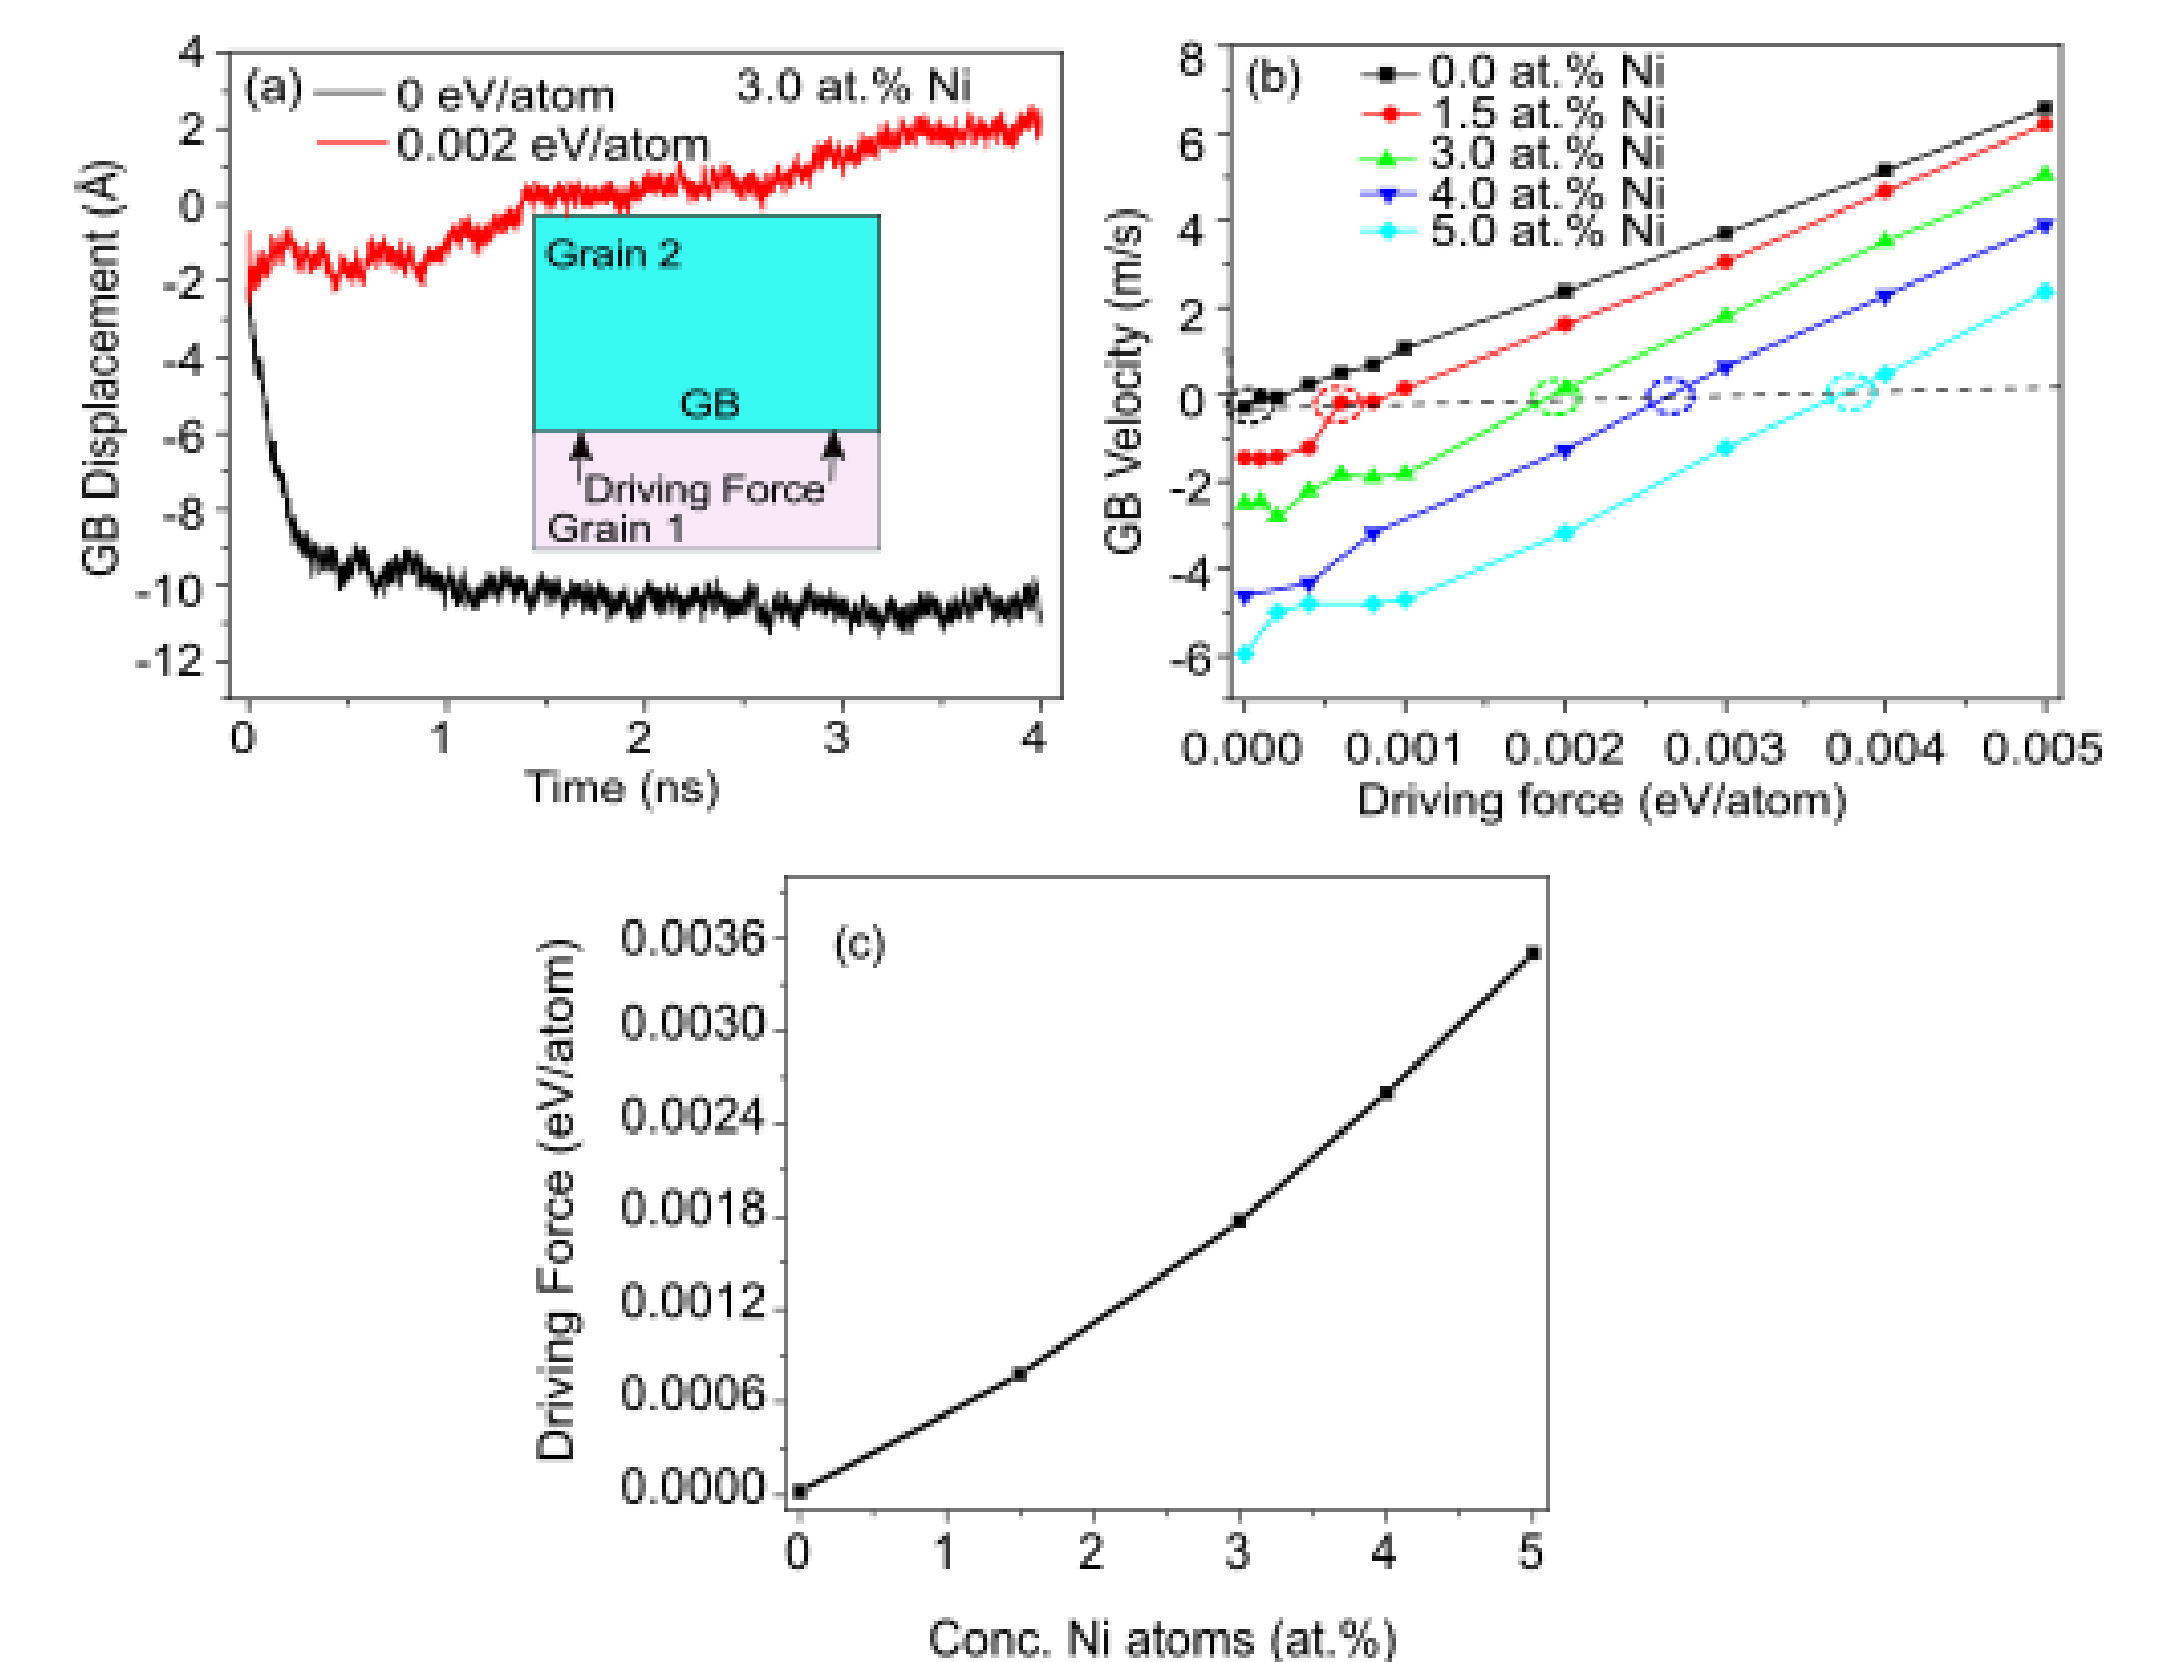 (a)
0 eV/atom
3.0 at.% Ni
0.002 eV/atom
4
2
0
-2
-4
-6
-8
-10
-12
GB Displacement (Å)
Grain 2
GB
Driving Force
Grain 1
0 1 2 3 4
Time (ns)
(b)
0.0 at.% Ni
1.5 at.% Ni
3.0 at.% Ni
4.0 at.% Ni
5.0 at.% Ni
8
6
4
2
0
-2
-4
-6
GB Velocity (m/s)
0.000 0.001 0.002 0.003 0.004 0.005
Driving force (eV/atom)
(c)
0.0036
0.0030
0.0024
0.0018
0.0012
0.0006
0.0000
Driving Force (eV/atom)
0 1 2 3 4 5
Conc. Ni atoms (at.%)